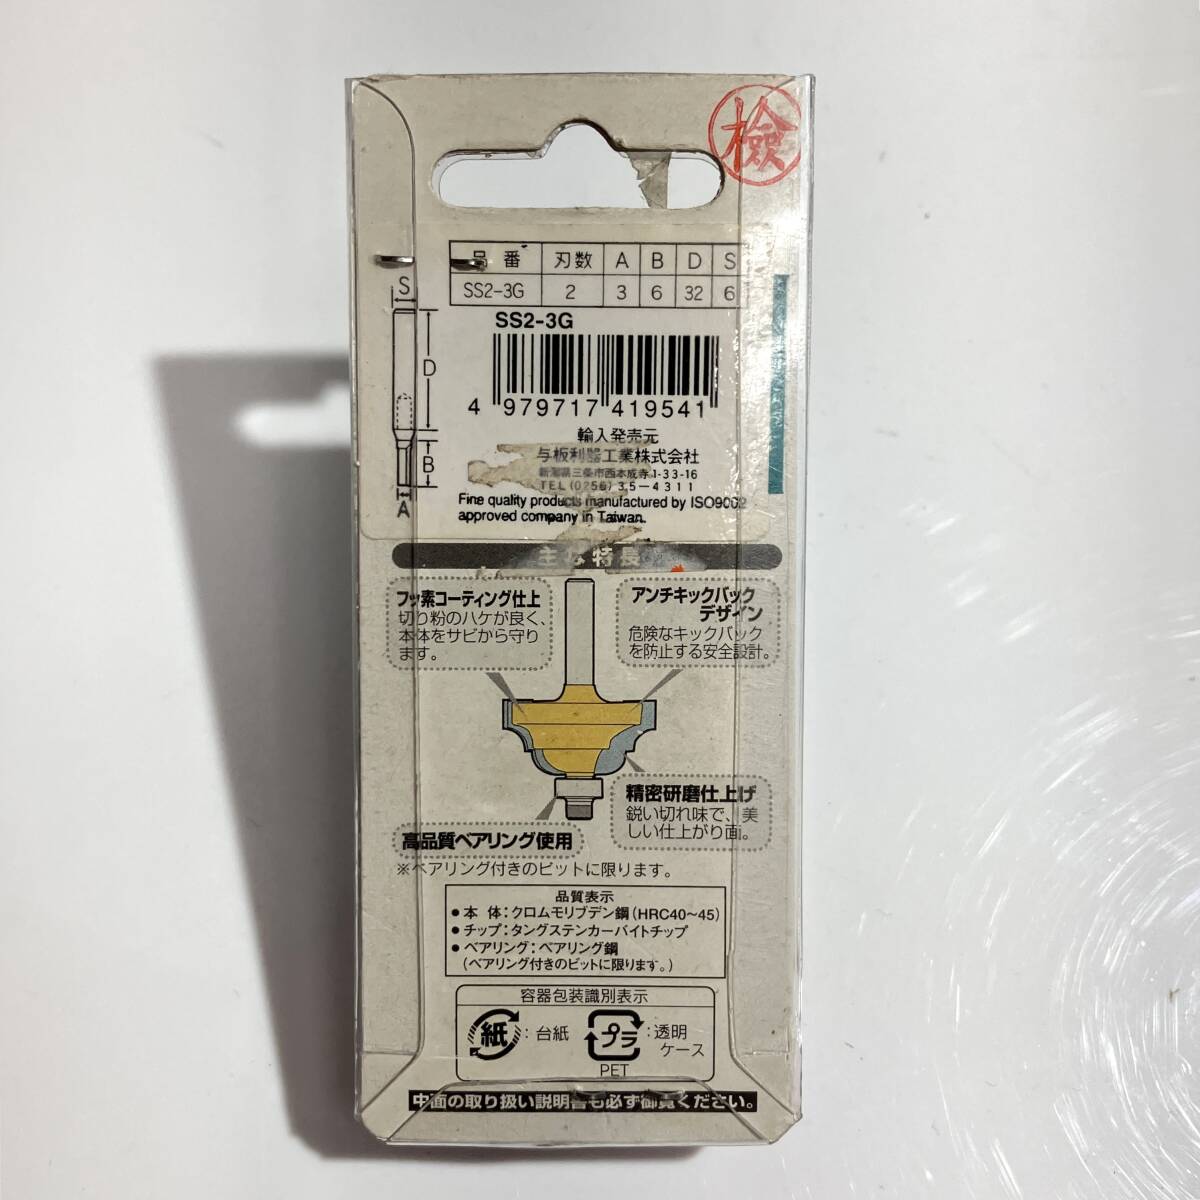 検
品番 刃数 A B D S
SS2-3G 2 3 6 32 6
S
D
B
A
SS2-3G
4 979717 419541
輸入発売元
与板利器工業株式会社
新潟県三条市西本成寺1-33-16
TEL(0256)35-4311
Fine quality products manufactured by ISO9002
approved company in Taiwan.
主な特長
フッ素コーティング仕上
切り粉のハケが良く、
本体をサビから守り
ます。
アンチキックバック
デザイン
危険なキックバック
を防止する安全設計。
精密研磨仕上げ
鋭い切れ味で、美
しい仕上がり面。
高品質ベアリング使用
※ベアリング付きのビットに限ります。
品質表示
●本 体:クロムモリブデン鋼(HRC40~45)
●チップ:タングステンカーバイトチップ
●ベアリング:ベアリング鋼
(ベアリング付きのビットに限ります。)
容器包装識別表示
紙:台紙
プラ:透明
ケース
PET
中面の取り扱い説明書も必ず御覧ください。